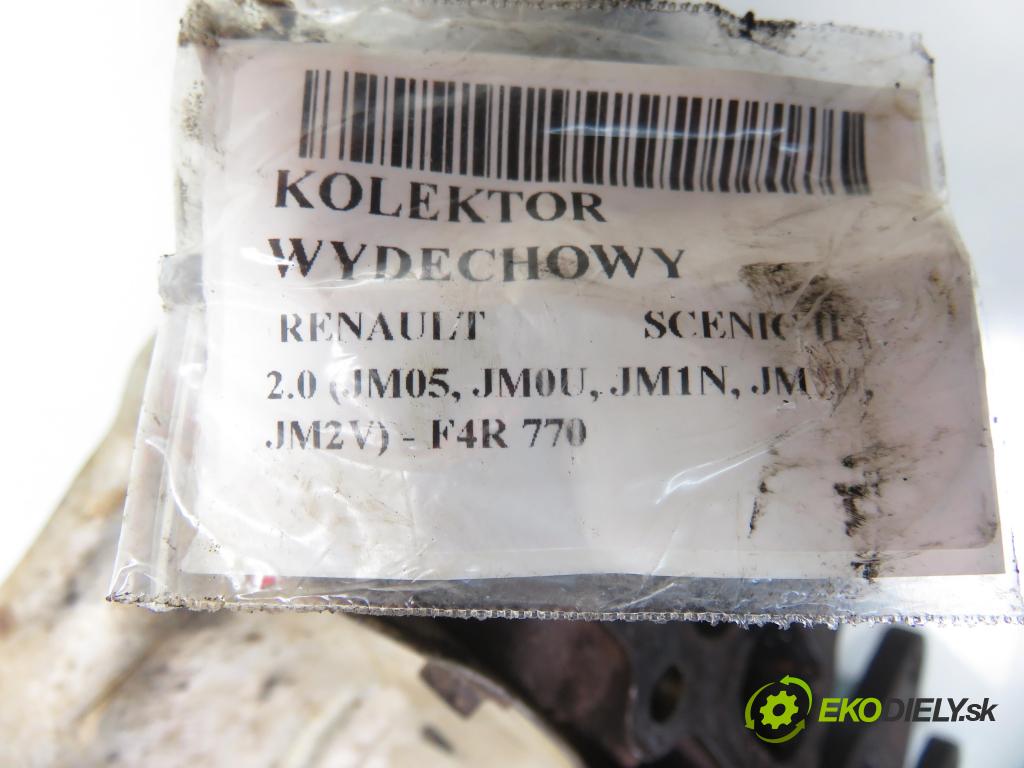 KOLEKTOR
WYDECHOWY
RENAULT SCENIC II
2.0 (JM05, JM0U, JM1N,
JM2V) - F4R 770
EKODIELY.sk